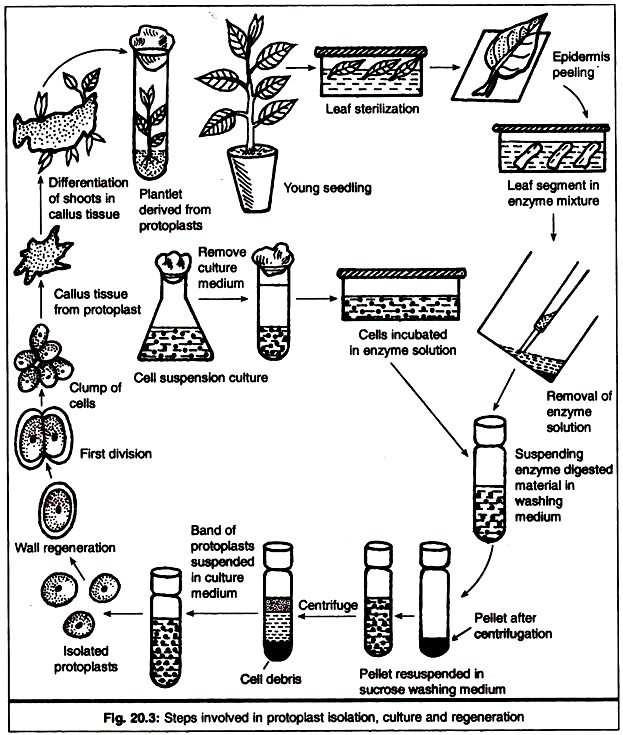 Epidermis
peeling
Leaf sterilization
Differentiation
of shoots in
callus tissue
Plantlet
derived from
protoplasts
Young seedling
Leaf segment in
enzyme mixture
Remove
culture
medium
Callus tissue
from protoplast
Cell suspension culture
Cells incubated
in enzyme solution
Removal of
enzyme
solution
Clump of
cells
First division
Suspending
enzyme digested
material in
washing
medium
Wall regeneration
Band of
protoplasts
suspended
in culture
medium
Centrifuge
Pellet after
centrifugation
Isolated
protoplasts
Cell debris
Pellet resuspended in
sucrose washing medium
Fig. 20.3: Steps involved in protoplast isolation, culture and regeneration